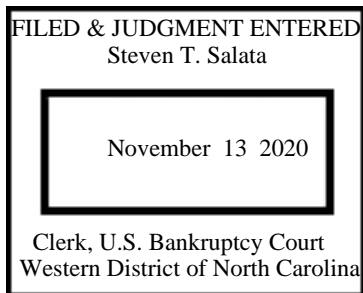 FILED & JUDGMENT ENTERED
Steven T. Salata
November 13 2020
Clerk, U.S. Bankruptcy Court
Western District of North Carolina